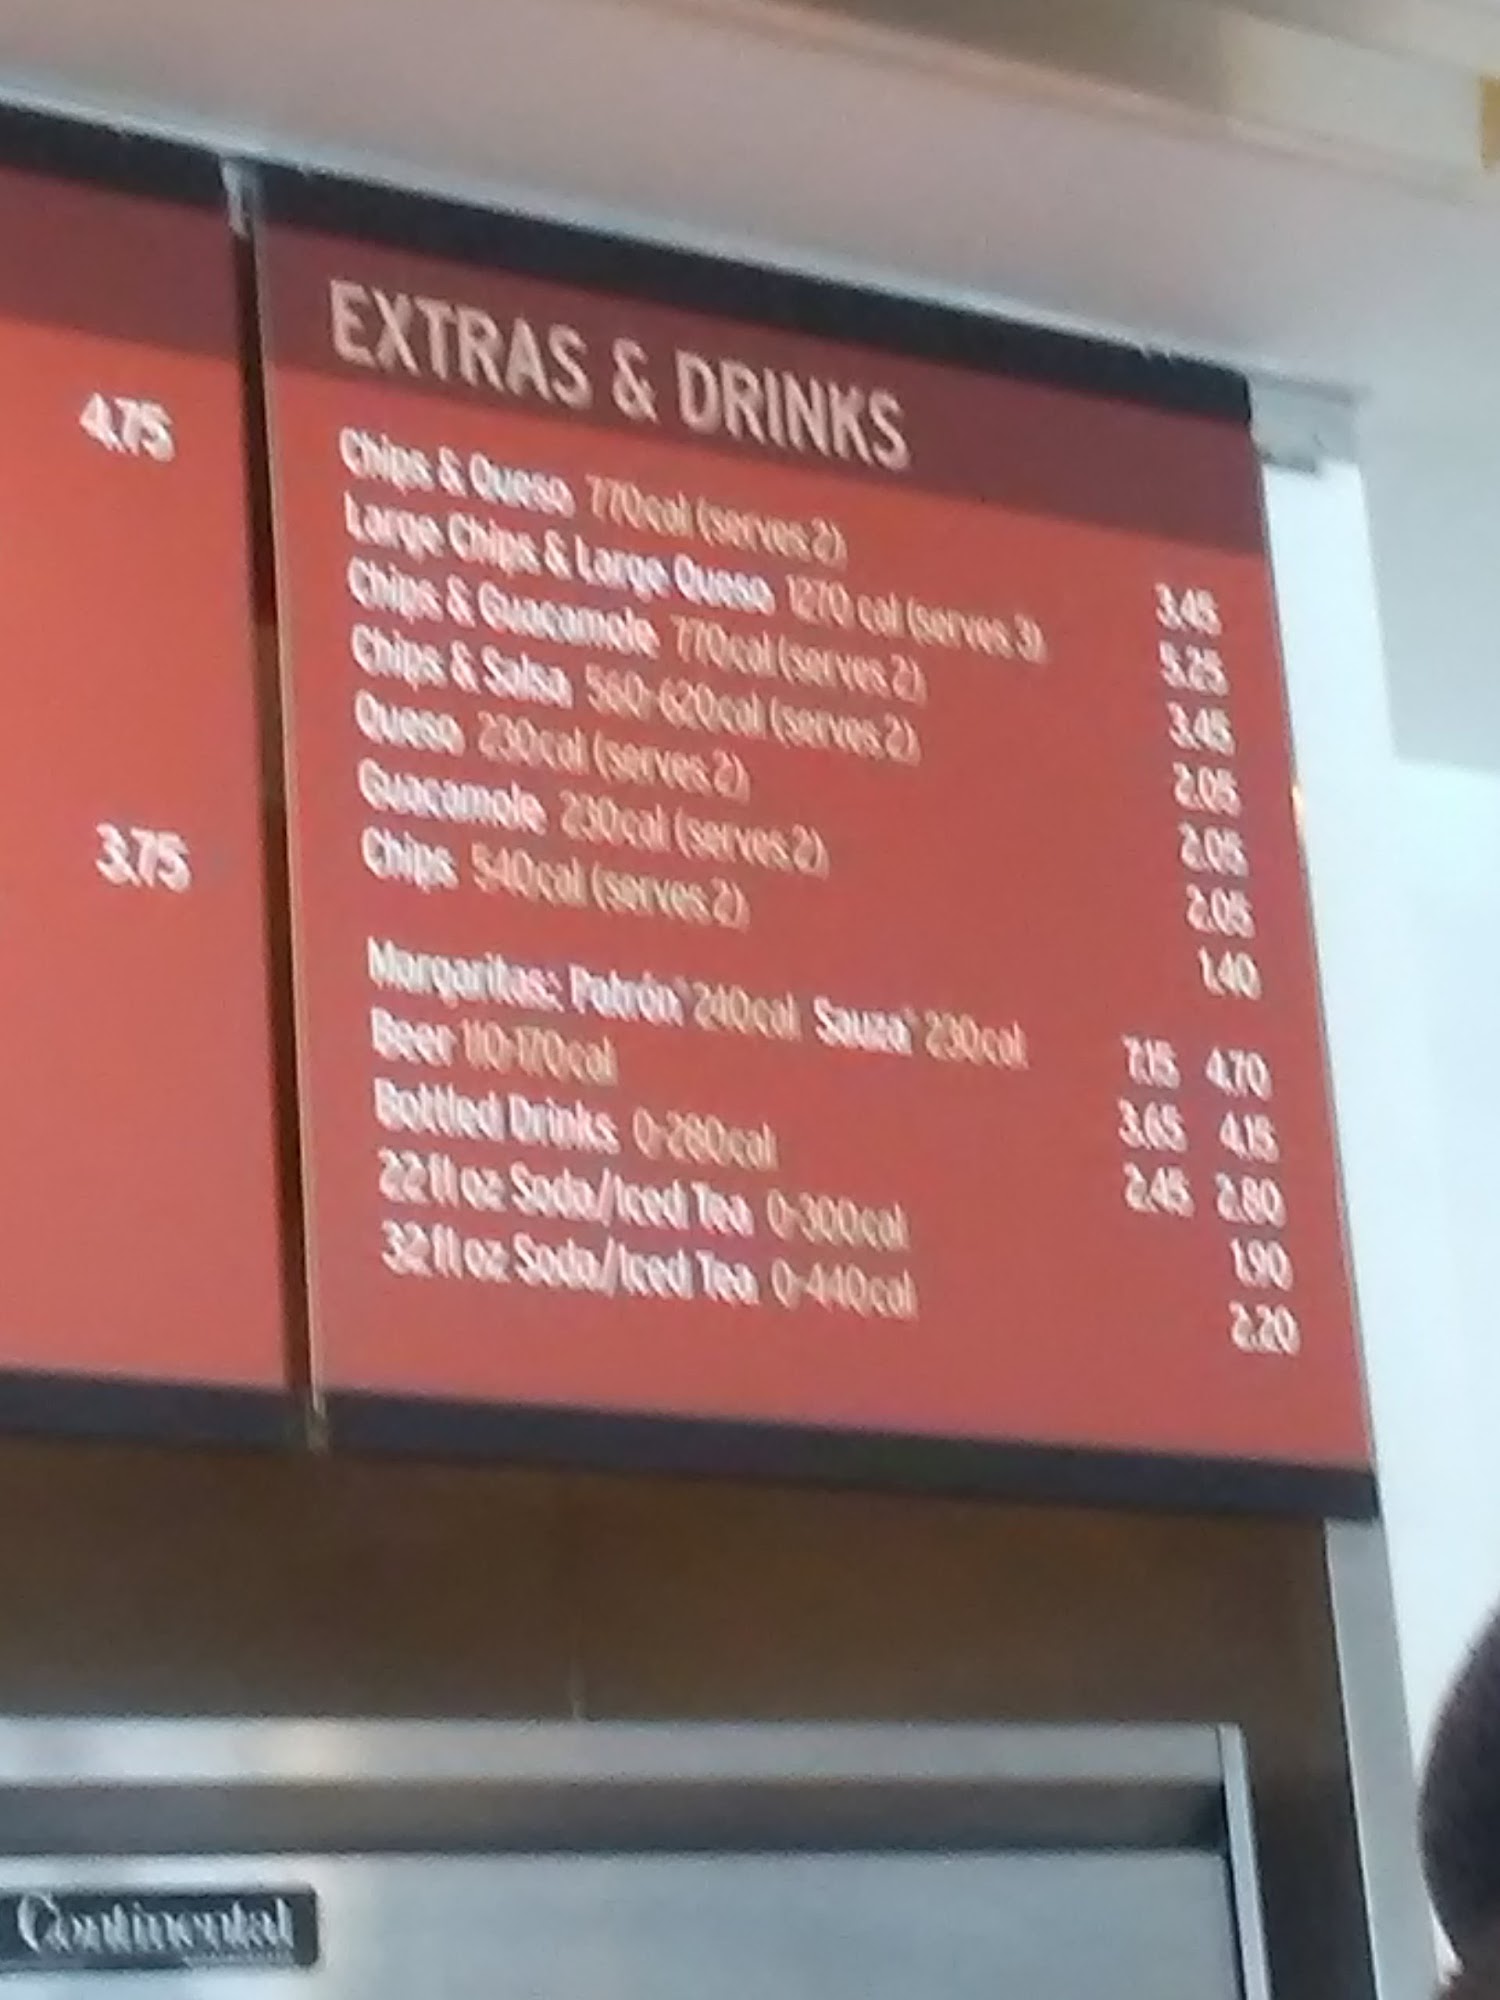 4.75
3.75
EXTRAS & DRINKS
Chips & Queso 770cal (serves 2) 3.45
Large Chips & Large Queso 1270 cal (serves 3) 5.25
Chips & Guacamole 770cal (serves 2) 3.45
Chips & Salsa 560-620cal (serves 2) 2.05
Queso 230cal (serves 2) 2.05
Guacamole 230cal (serves 2) 2.05
Chips 540cal (serves 2) 1.40
Margaritas: Patrón® 240cal Sauza® 230cal 7.15 4.70
Beer 110-170cal 3.65 4.15
Bottled Drinks 0-280cal 2.45 2.80
22 fl oz Soda/Iced Tea 0-300cal 1.90
32 fl oz Soda/Iced Tea 0-440cal 2.20
Continental